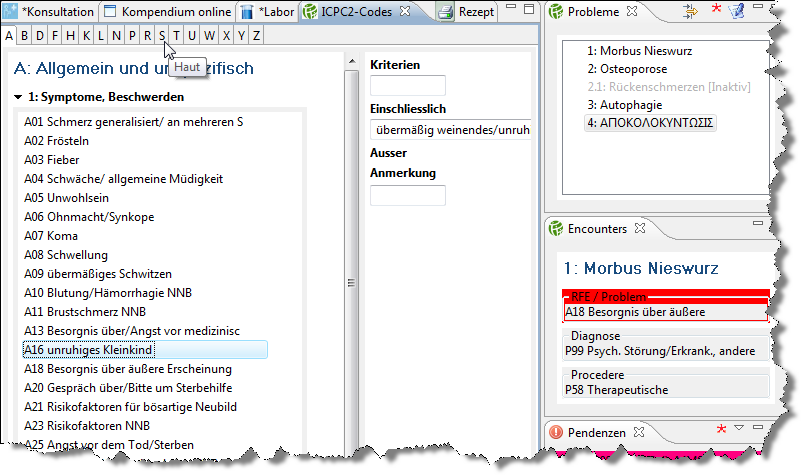 *Konsultation
Kompendium online
*Labor
ICPC2-Codes
Rezept
A B D F H K L N P R S T U W X Y Z
Haut
A: Allgemein und un zifisch
1: Symptome, Beschwerden
A01 Schmerz generalisiert/ an mehreren S
A02 Frösteln
A03 Fieber
A04 Schwäche/ allgemeine Müdigkeit
A05 Unwohlsein
A06 Ohnmacht/Synkope
A07 Koma
A08 Schwellung
A09 übermäßiges Schwitzen
A10 Blutung/Hämorrhagie NNB
A11 Brustschmerz NNB
A13 Besorgnis über/Angst vor medizinisc
A16 unruhiges Kleinkind
A18 Besorgnis über äußere Erscheinung
A20 Gespräch über/Bitte um Sterbehilfe
A21 Risikofaktoren für bösartige Neubild
A23 Risikofaktoren NNB
A25 Angst vor dem Tod/Sterben
Kriterien
Einschliesslich
übermäßig weinendes/unruh
Ausser
Anmerkung
Probleme
1: Morbus Nieswurz
2: Osteoporose
2.1: Rückenschmerzen [Inaktiv]
3: Autophagie
4: ΑΠΟΚΟΛΟΚΥΝΤΩΣΙΣ
Encounters
1: Morbus Nieswurz
RFE / Problem
A18 Besorgnis über äußere
Diagnose
P99 Psych. Störung/Erkrank., andere
Procedere
P58 Therapeutische
Pendenzen